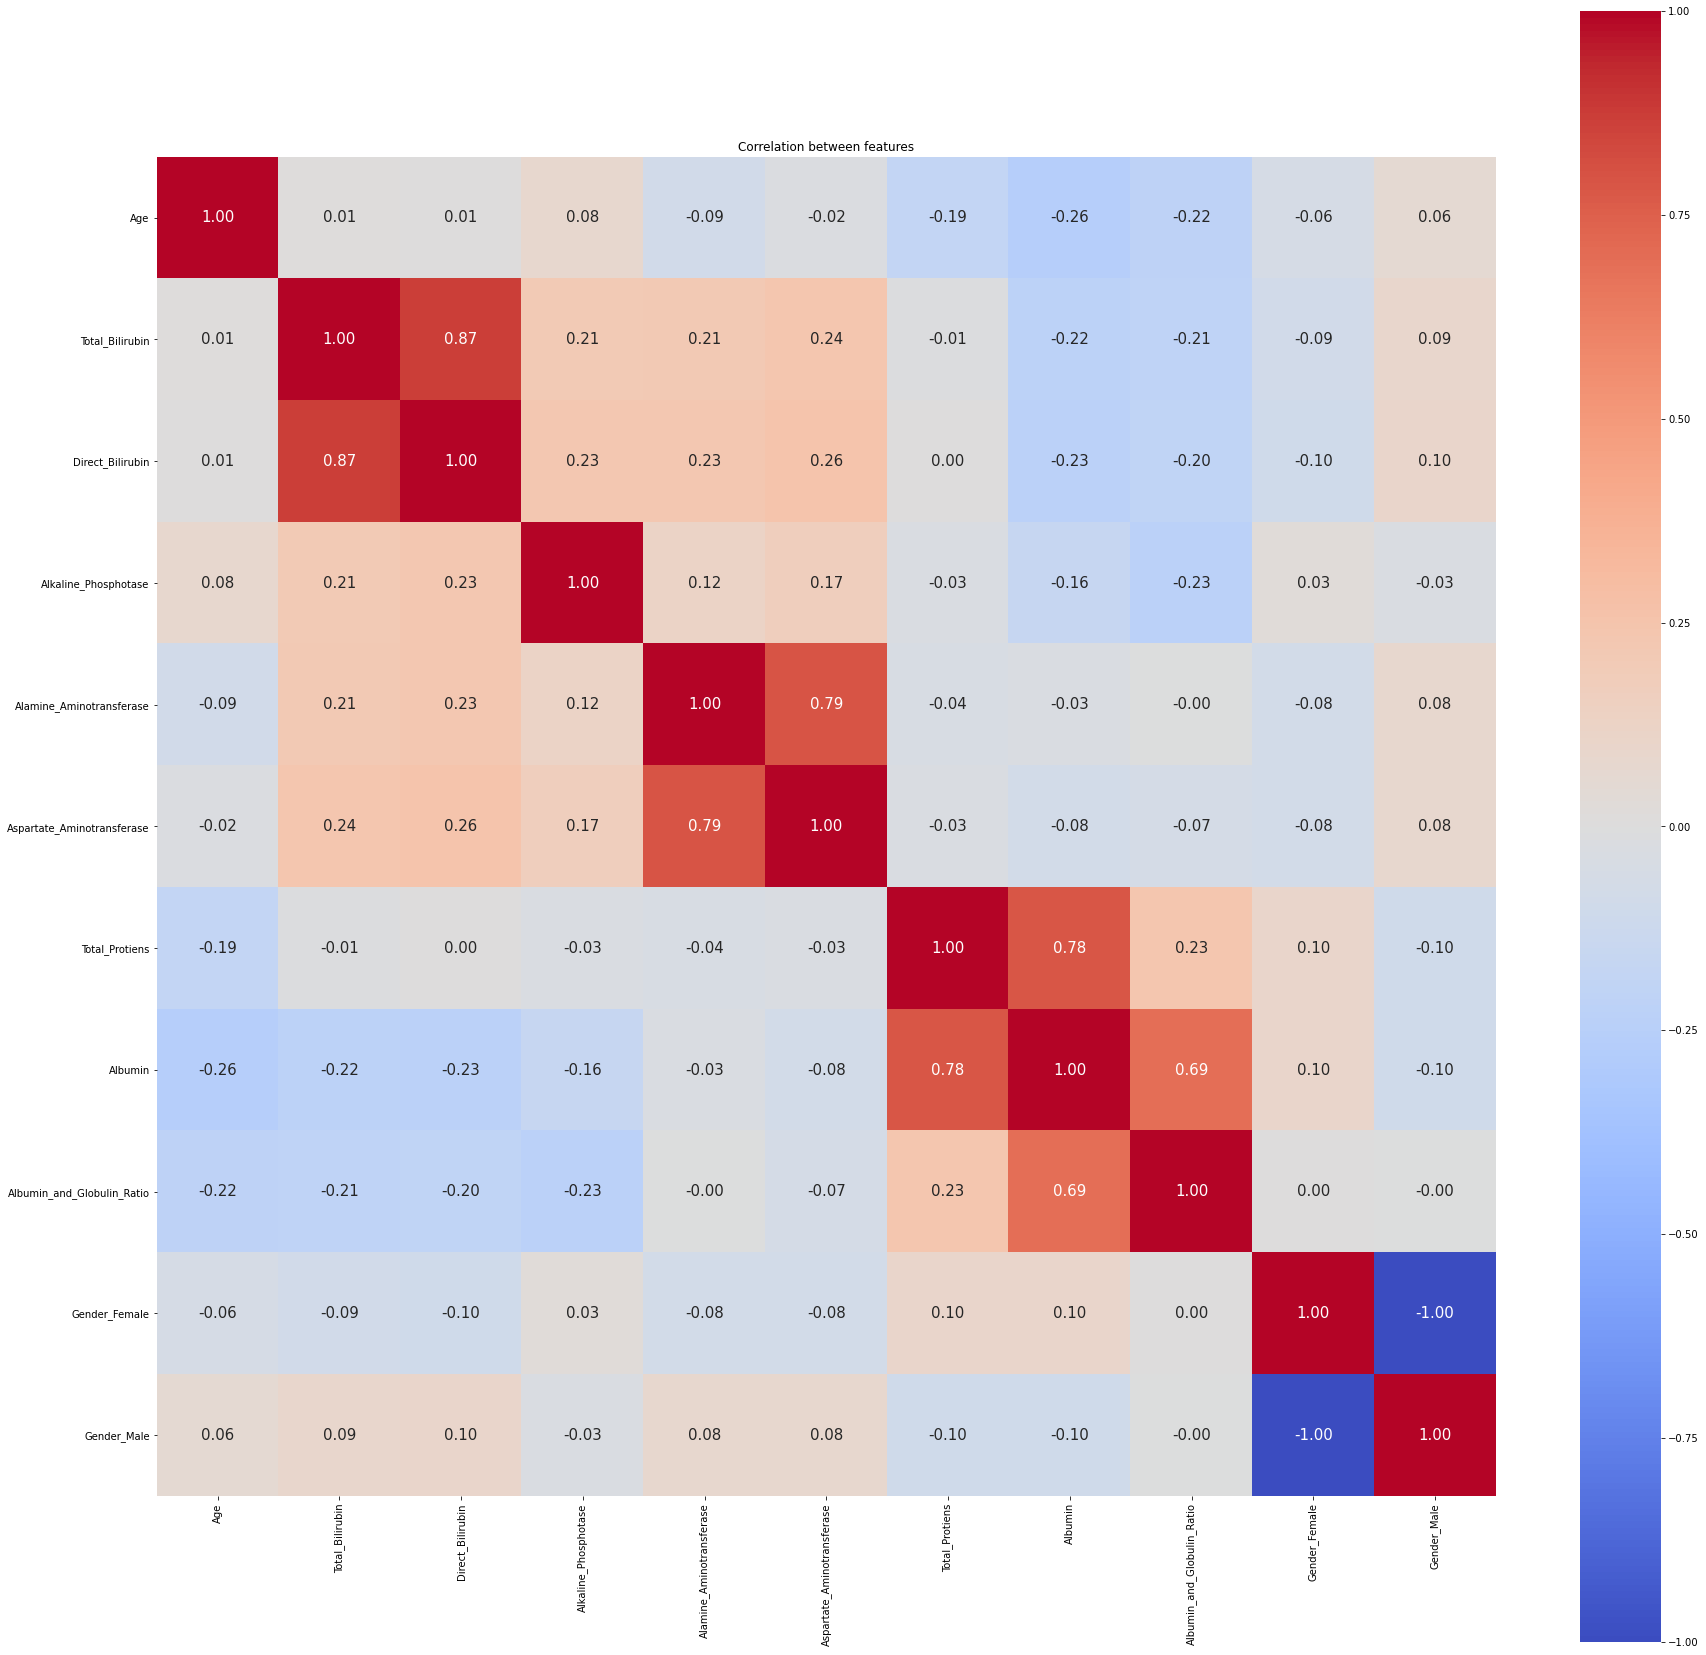 Correlation between features
Age 1.00 0.01 0.01 0.08 -0.09 -0.02 -0.19 -0.26 -0.22 -0.06 0.06
Total_Bilirubin 0.01 1.00 0.87 0.21 0.21 0.24 -0.01 -0.22 -0.21 -0.09 0.09
Direct_Bilirubin 0.01 0.87 1.00 0.23 0.23 0.26 0.00 -0.23 -0.20 -0.10 0.10
Alkaline_Phosphotase 0.08 0.21 0.23 1.00 0.12 0.17 -0.03 -0.16 -0.23 0.03 -0.03
Alamine_Aminotransferase -0.09 0.21 0.23 0.12 1.00 0.79 -0.04 -0.03 -0.00 -0.08 0.08
Aspartate_Aminotransferase -0.02 0.24 0.26 0.17 0.79 1.00 -0.03 -0.08 -0.07 -0.08 0.08
Total_Protiens -0.19 -0.01 0.00 -0.03 -0.04 -0.03 1.00 0.78 0.23 0.10 -0.10
Albumin -0.26 -0.22 -0.23 -0.16 -0.03 -0.08 0.78 1.00 0.69 0.10 -0.10
Albumin_and_Globulin_Ratio -0.22 -0.21 -0.20 -0.23 -0.00 -0.07 0.23 0.69 1.00 0.00 -0.00
Gender_Female -0.06 -0.09 -0.10 0.03 -0.08 -0.08 0.10 0.10 0.00 1.00 -1.00
Gender_Male 0.06 0.09 0.10 -0.03 0.08 0.08 -0.10 -0.10 -0.00 -1.00 1.00
Age
Total_Bilirubin
Direct_Bilirubin
Alkaline_Phosphotase
Alamine_Aminotransferase
Aspartate_Aminotransferase
Total_Protiens
Albumin
Albumin_and_Globulin_Ratio
Gender_Female
Gender_Male
1.00
0.75
0.50
0.25
0.00
−0.25
−0.50
−0.75
−1.00